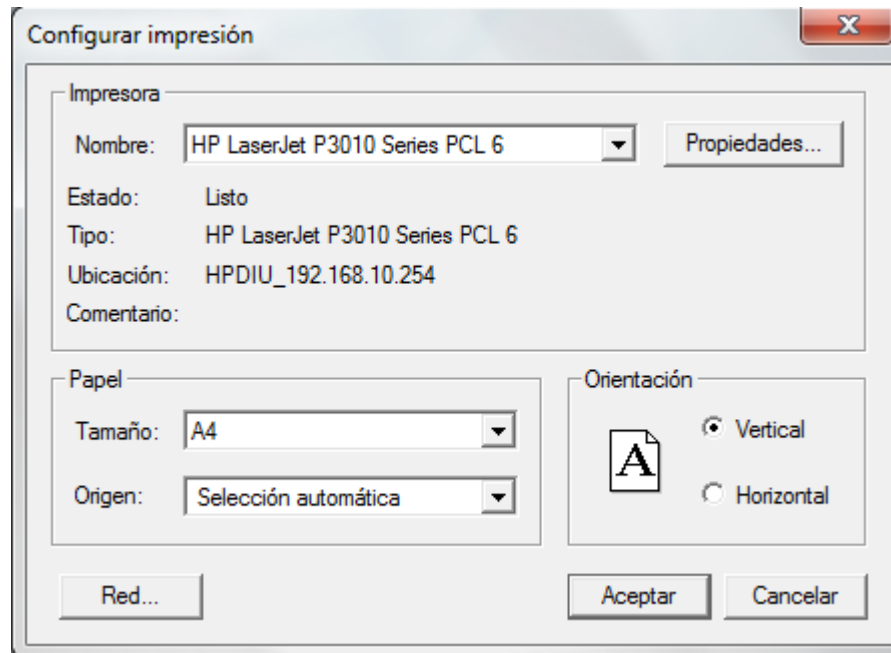 Configurar impresión
Impresora
Nombre: HP LaserJet P3010 Series PCL 6 Propiedades...
Estado: Listo
Tipo: HP LaserJet P3010 Series PCL 6
Ubicación: HPDIU_192.168.10.254
Comentario:
Papel Orientación
Tamaño: A4 Vertical
A
Origen: Selección automática Horizontal
Red... Aceptar Cancelar